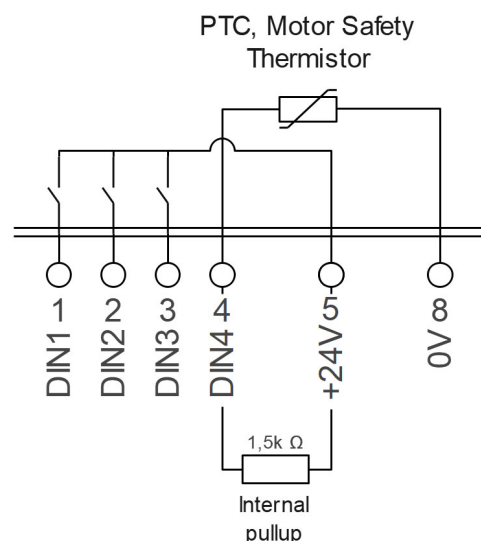 PTC, Motor Safety
Thermistor
1 2 3 4 5 8
DIN1 DIN2 DIN3 DIN4 +24V 0V
1,5k Ω
Internal
pullup